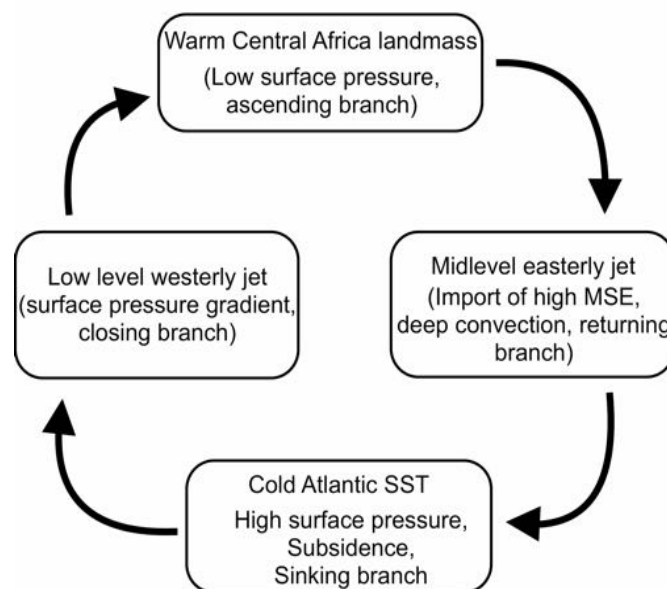 Warm Central Africa landmass
(Low surface pressure,
ascending branch)
Low level westerly jet
(surface pressure gradient,
closing branch)
Midlevel easterly jet
(Import of high MSE,
deep convection, returning
branch)
Cold Atlantic SST
High surface pressure,
Subsidence,
Sinking branch